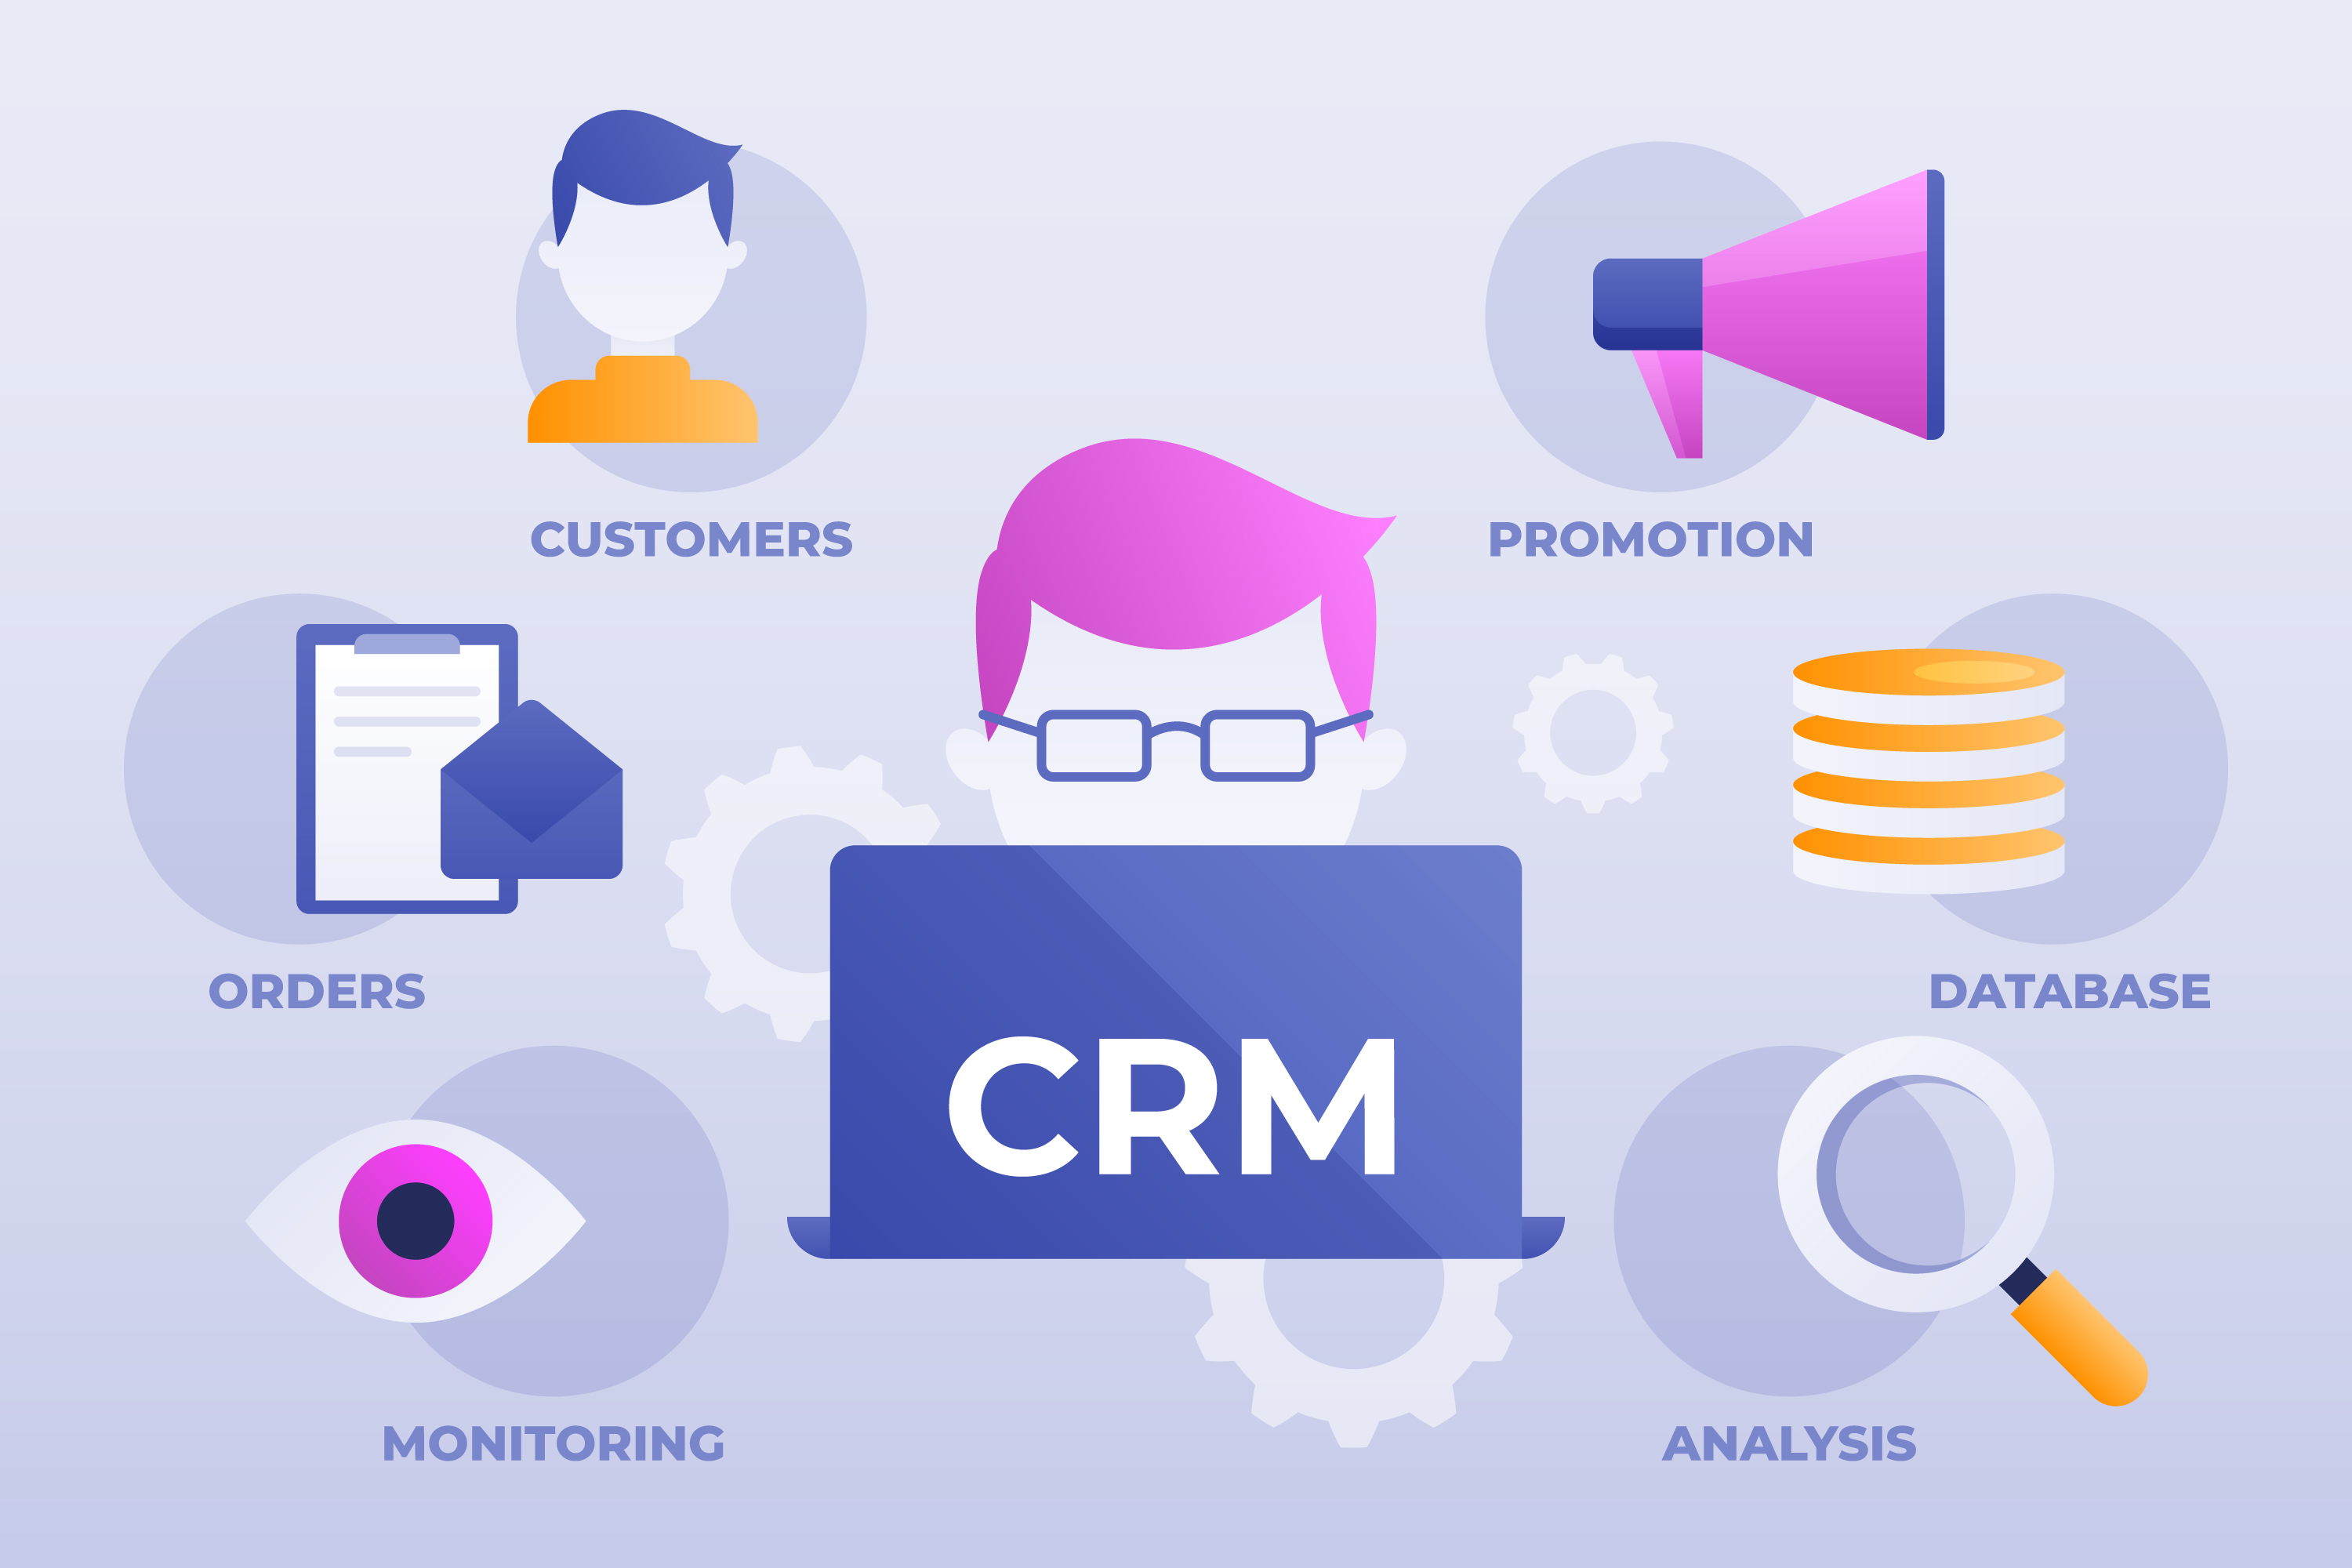 CUSTOMERS
PROMOTION
ORDERS
DATABASE
CRM
MONITORING
ANALYSIS